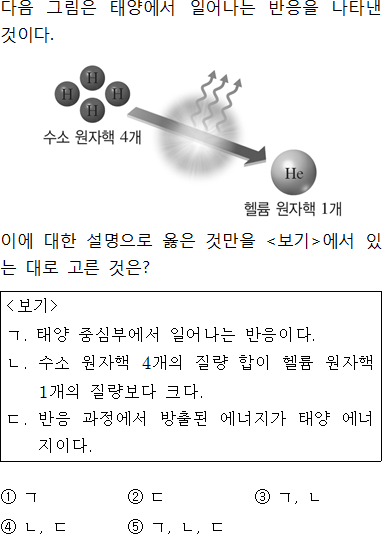 다음 그림은 태양에서 일어나는 반응을 나타낸
것이다.
H
H H
H
수소 원자핵 4개
He
헬륨 원자핵 1개
이에 대한 설명으로 옳은 것만을 <보기>에서 있
는 대로 고른 것은?
<보기>
ㄱ. 태양 중심부에서 일어나는 반응이다.
ㄴ. 수소 원자핵 4개의 질량 합이 헬륨 원자핵
1개의 질량보다 크다.
ㄷ. 반응 과정에서 방출된 에너지가 태양 에너
지이다.
① ㄱ ② ㄷ ③ ㄱ, ㄴ
④ ㄴ, ㄷ ⑤ ㄱ, ㄴ, ㄷ